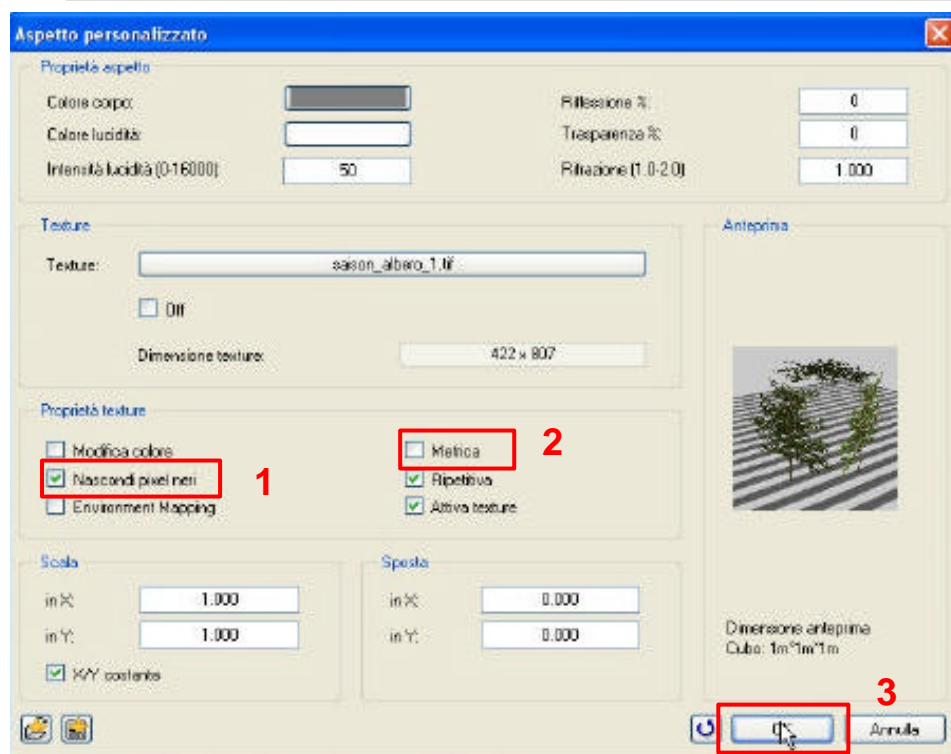 Aspetto personalizzato
Proprietà aspetto
Colore corpo:
Riflessione %:
0
Colore lucidità:
Trasparenza %:
0
Intensità lucidità (0-16000):
50
Rifrazione (1.0-2.0)
1.000
Texture
Anteprima
Texture:
saison_albero_1.tif
Off
Dimensione texture:
422 x 807
Proprietà texture
Modifica colore
Metrica
2
Nascondi pixel neri
1
Ripetitiva
Environment Mapping
Attiva texture
Scala
Sposta
in X:
1.000
in X:
0.000
in Y:
1.000
in Y:
0.000
X/Y costante
Dimensione anteprima
Cubo: 1m*1m*1m
3
Annulla